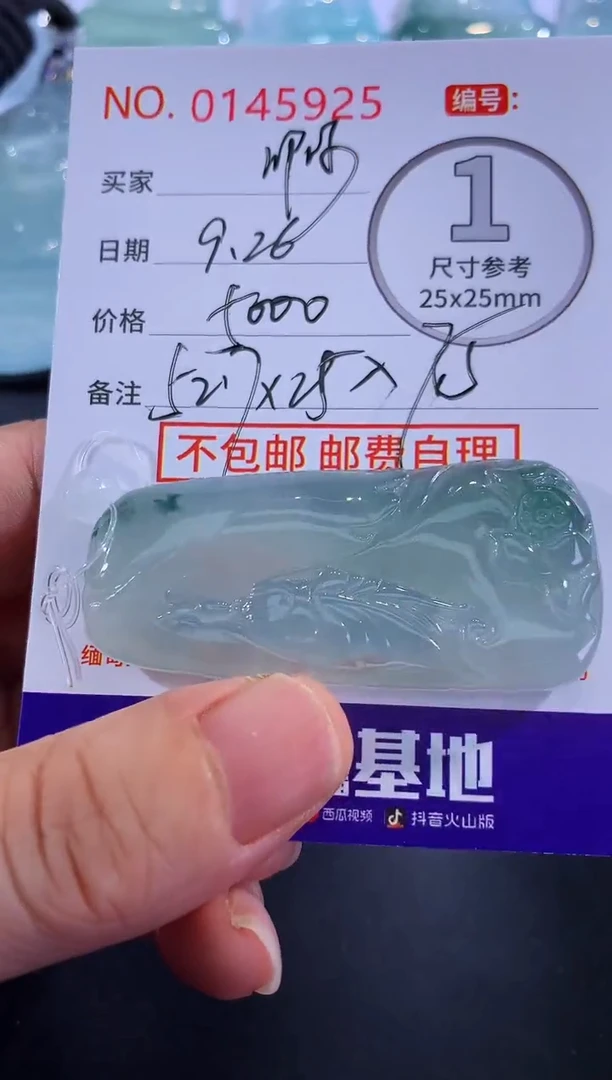 NO. 0145925 编号:
买家
日期 9.26
1
尺寸参考
25x25mm
价格 5000
备注
不包邮 邮费自理
基地
西瓜视频 抖音火山版